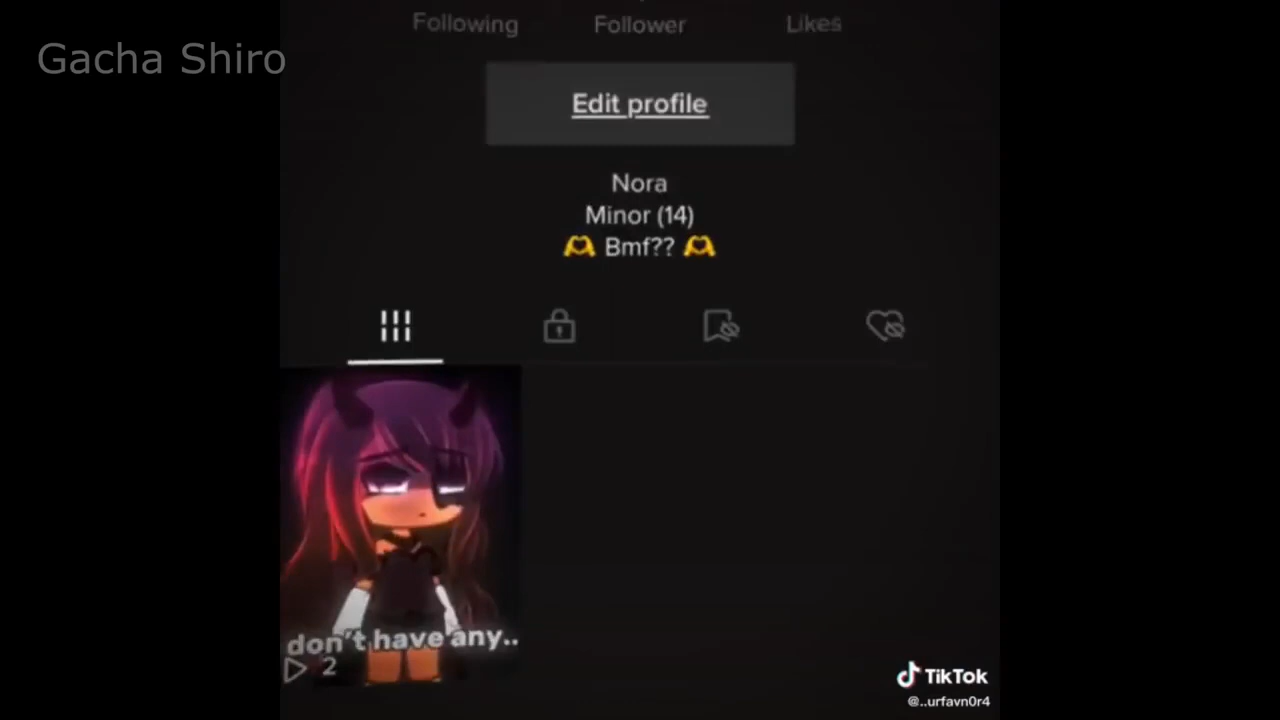 Following Follower Likes
Gacha Shiro
Edit profile
Nora
Minor (14)
🫶 Bmf?? 🫶
don't have any..
2
TikTok
@..urfavn0r4